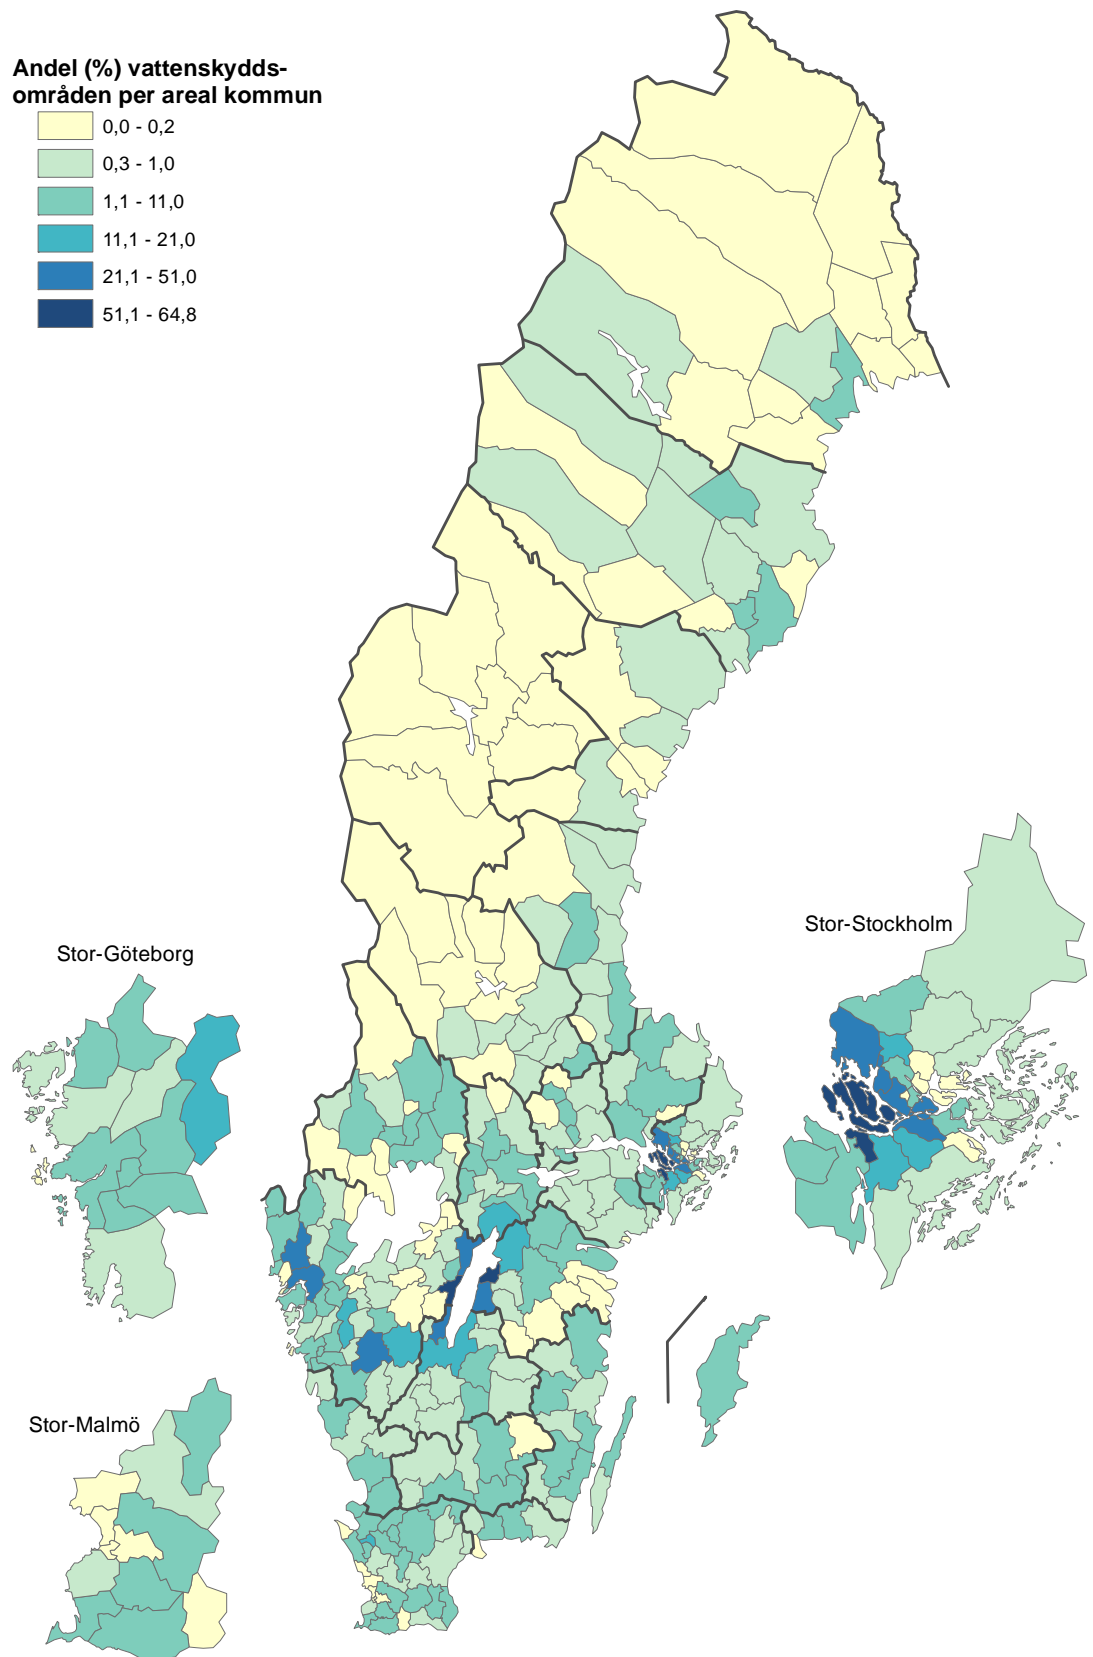 Andel (%) vattenskydds-
områden per areal kommun
0,0 - 0,2
0,3 - 1,0
1,1 - 11,0
11,1 - 21,0
21,1 - 51,0
51,1 - 64,8
Stor-Stockholm
Stor-Göteborg
Stor-Malmö